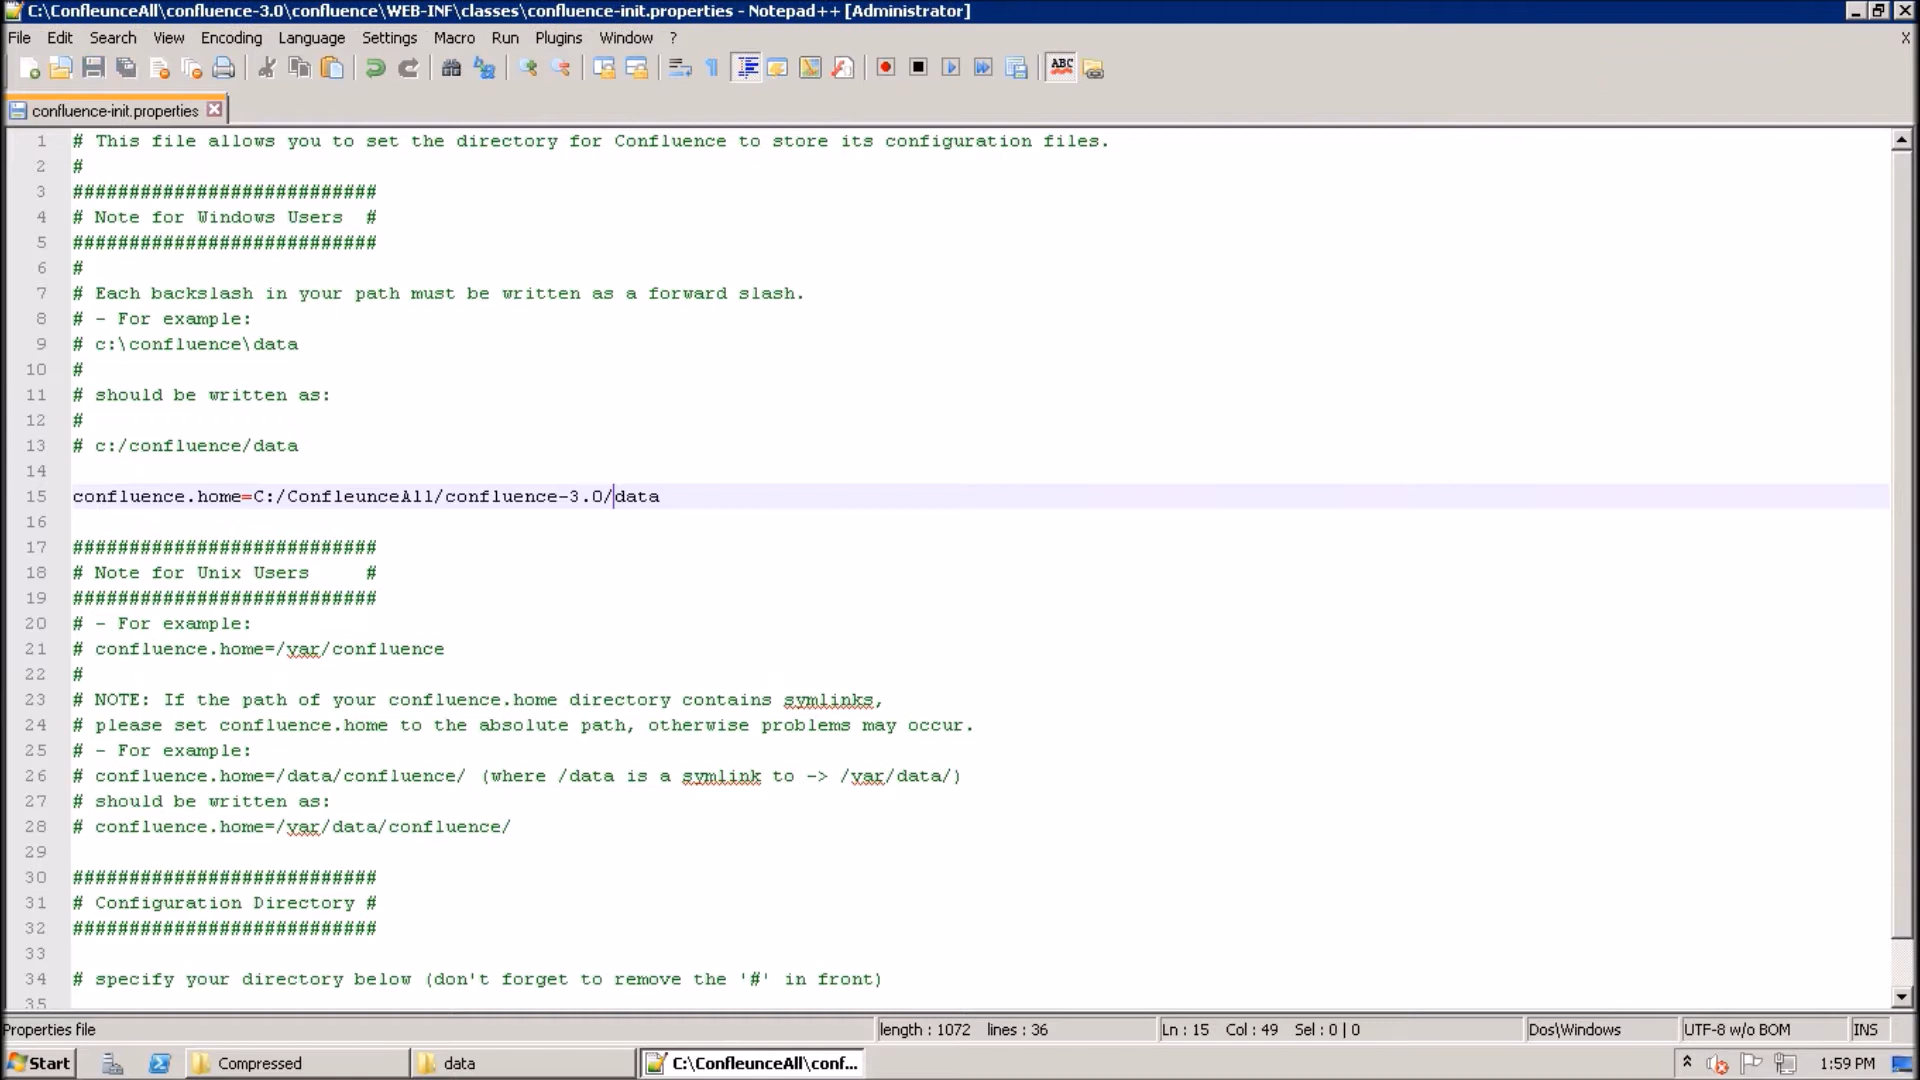 C:\ConfleunceAll\confluence-3.0\confluence\WEB-INF\classes\confluence-init.properties - Notepad++ [Administrator]
File Edit Search View Encoding Language Settings Macro Run Plugins Window ? X
ABC
confluence-init.properties
1 # This file allows you to set the directory for Confluence to store its configuration files.
2 #
3 ###########################
4 # Note for Windows Users  #
5 ###########################
6 #
7 # Each backslash in your path must be written as a forward slash.
8 # - For example:
9 # c:\confluence\data
10 #
11 # should be written as:
12 #
13 # c:/confluence/data
14
15 confluence.home=C:/ConfleunceAll/confluence-3.0/data
16
17 ###########################
18 # Note for Unix Users     #
19 ###########################
20 # - For example:
21 # confluence.home=/var/confluence
22 #
23 # NOTE: If the path of your confluence.home directory contains symlinks,
24 # please set confluence.home to the absolute path, otherwise problems may occur.
25 # - For example:
26 # confluence.home=/data/confluence/ (where /data is a symlink to -> /var/data/)
27 # should be written as:
28 # confluence.home=/var/data/confluence/
29
30 ###########################
31 # Configuration Directory #
32 ###########################
33
34 # specify your directory below (don't forget to remove the '#' in front)
35
Properties file length : 1072 lines : 36 Ln : 15 Col : 49 Sel : 0 | 0 Dos\Windows UTF-8 w/o BOM INS
Start Compressed data C:\ConfleunceAll\conf... 1:59 PM